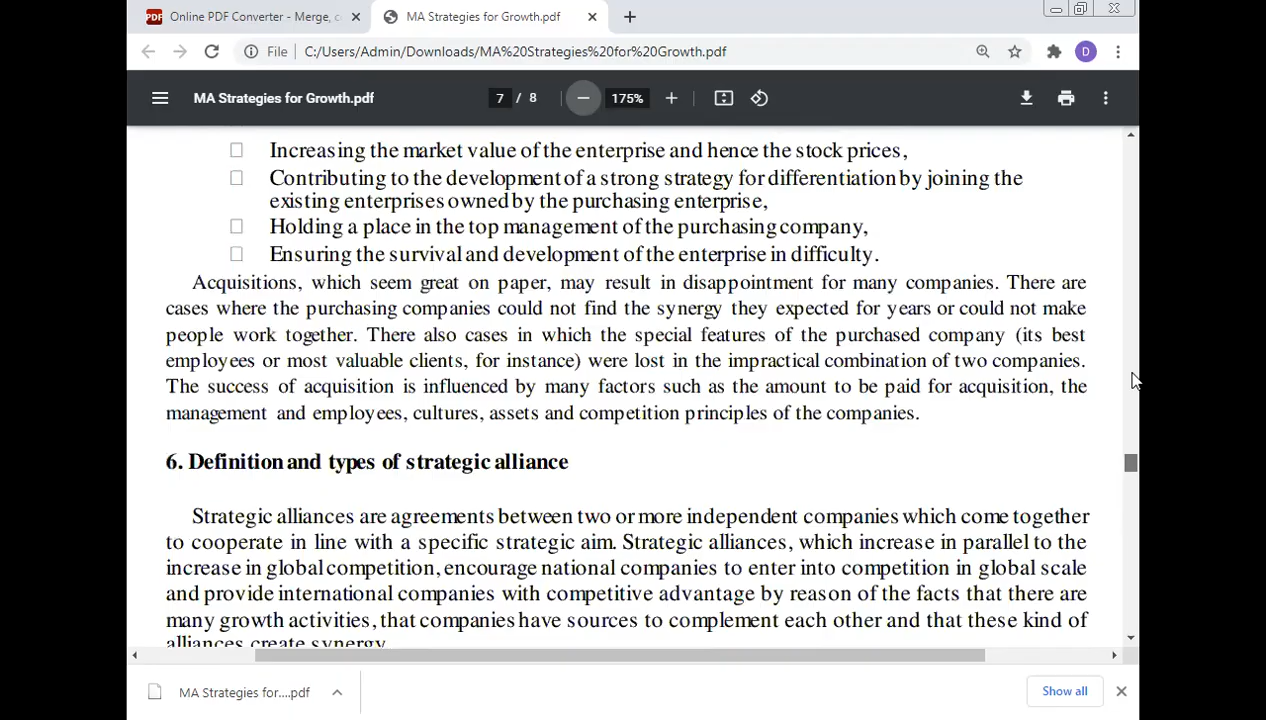 Online PDF Converter - Merge, c
MA Strategies for Growth.pdf
File
C:/Users/Admin/Downloads/MA%20Strategies%20for%20Growth.pdf
D
MA Strategies for Growth.pdf
7 / 8
175%
Increasing the market value of the enterprise and hence the stock prices,
Contributing to the development of a strong strategy for differentiation by joining the
existing enterprises owned by the purchasing enterprise,
Holding a place in the top management of the purchasing company,
Ensuring the survival and development of the enterprise in difficulty.
Acquisitions, which seem great on paper, may result in disappointment for many companies. There are
cases where the purchasing companies could not find the synergy they expected for years or could not make
people work together. There also cases in which the special features of the purchased company (its best
employees or most valuable clients, for instance) were lost in the impractical combination of two companies.
The success of acquisition is influenced by many factors such as the amount to be paid for acquisition, the
management and employees, cultures, assets and competition principles of the companies.
6. Definition and types of strategic alliance
Strategic alliances are agreements between two or more independent companies which come together
to cooperate in line with a specific strategic aim. Strategic alliances, which increase in parallel to the
increase in global competition, encourage national companies to enter into competition in global scale
and provide international companies with competitive advantage by reason of the facts that there are
many growth activities, that companies have sources to complement each other and that these kind of
alliances create synergy
MA Strategies for....pdf
Show all